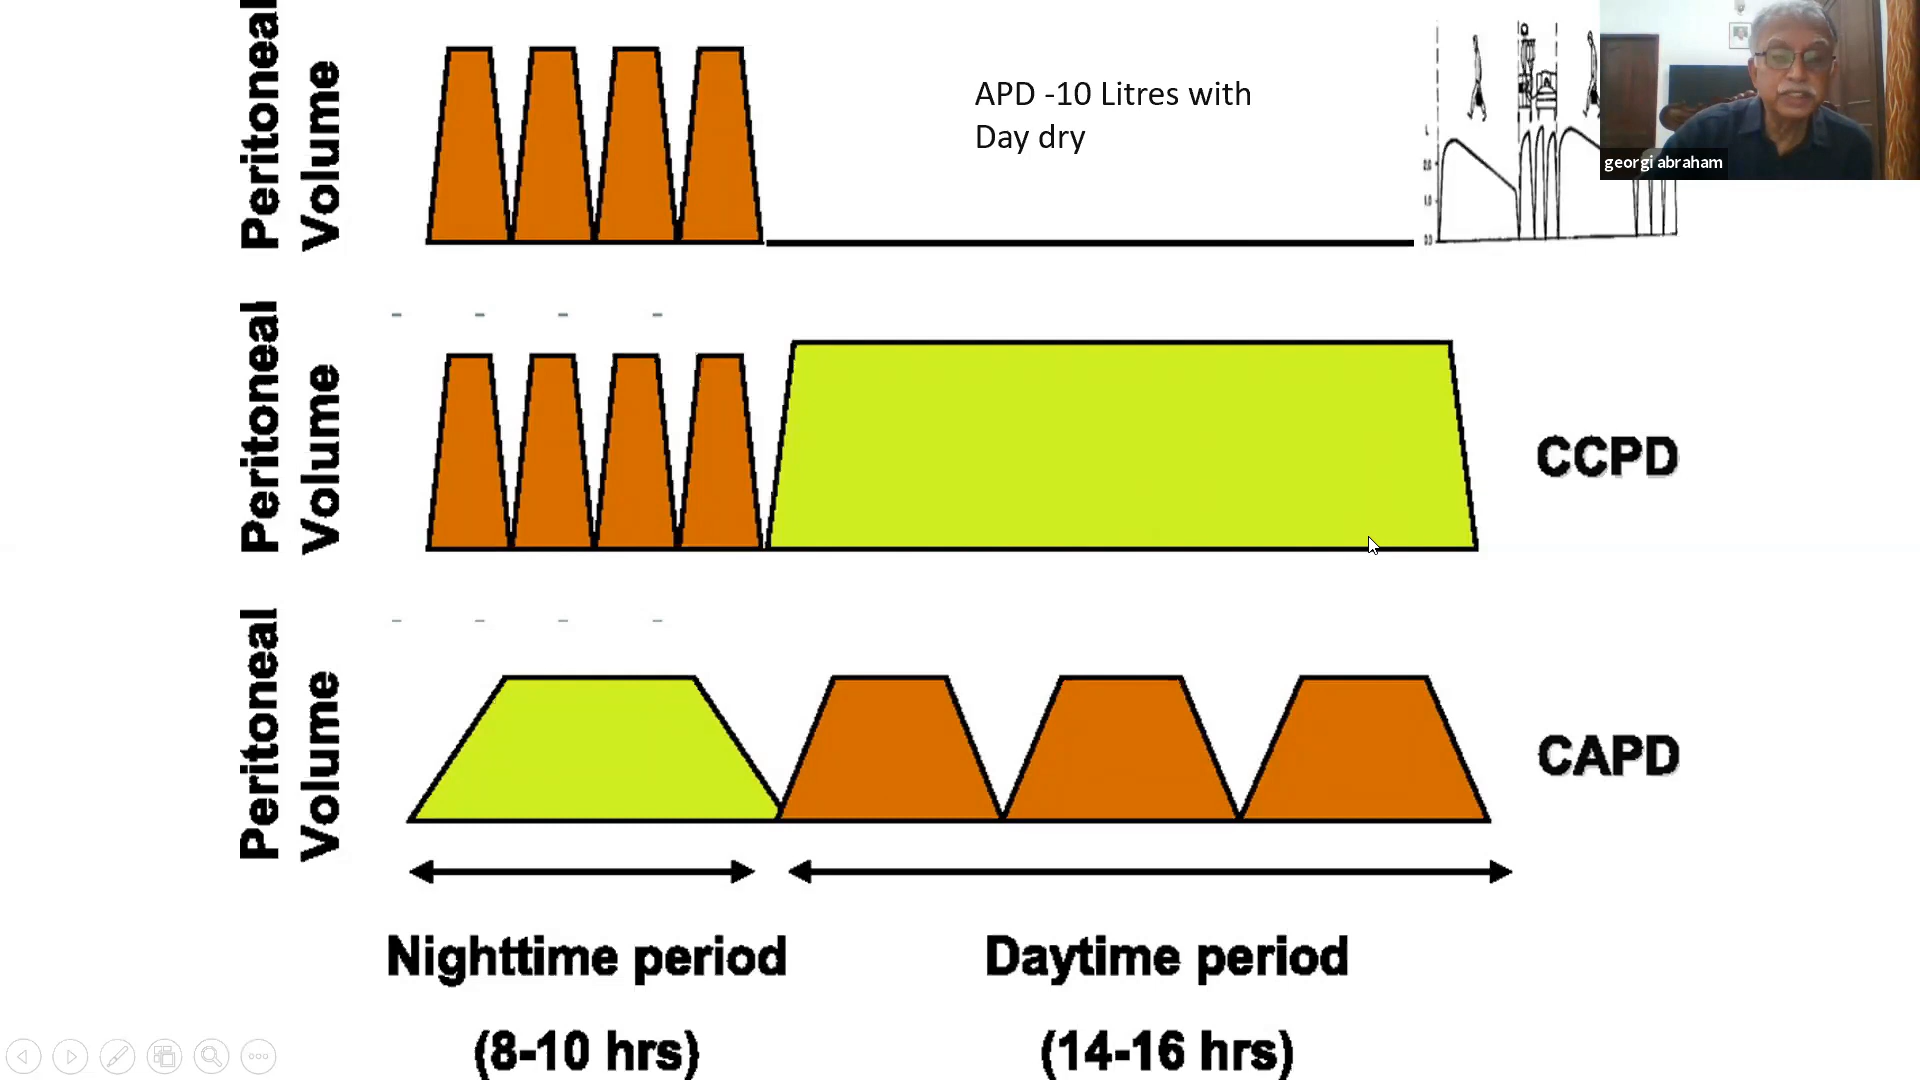 Peritoneal
Volume
APD -10 Litres with
Day dry
georgi abraham
Peritoneal
Volume
CCPD
Peritoneal
Volume
CAPD
Nighttime period
Daytime period
(8-10 hrs)
(14-16 hrs)